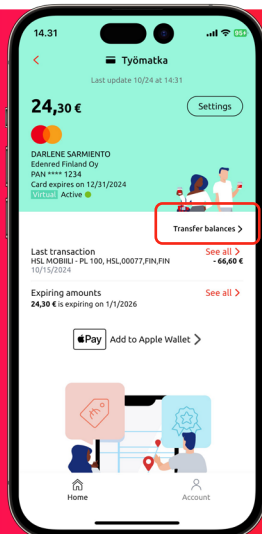 14.31
Työmatka
Last update 10/24 at 14:31
24,30 €
Settings
DARLENE SARMIENTO
Edenred Finland Oy
PAN **** 1234
Card expires on 12/31/2024
Virtual Active
Transfer balances >
Last transaction See all >
HSL MOBIILI - PL 100, HSL,00077,FIN,FIN - 66,60 €
10/15/2024
Expiring amounts See all >
24,30 € is expiring on 1/1/2026
Pay Add to Apple Wallet >
Home Account